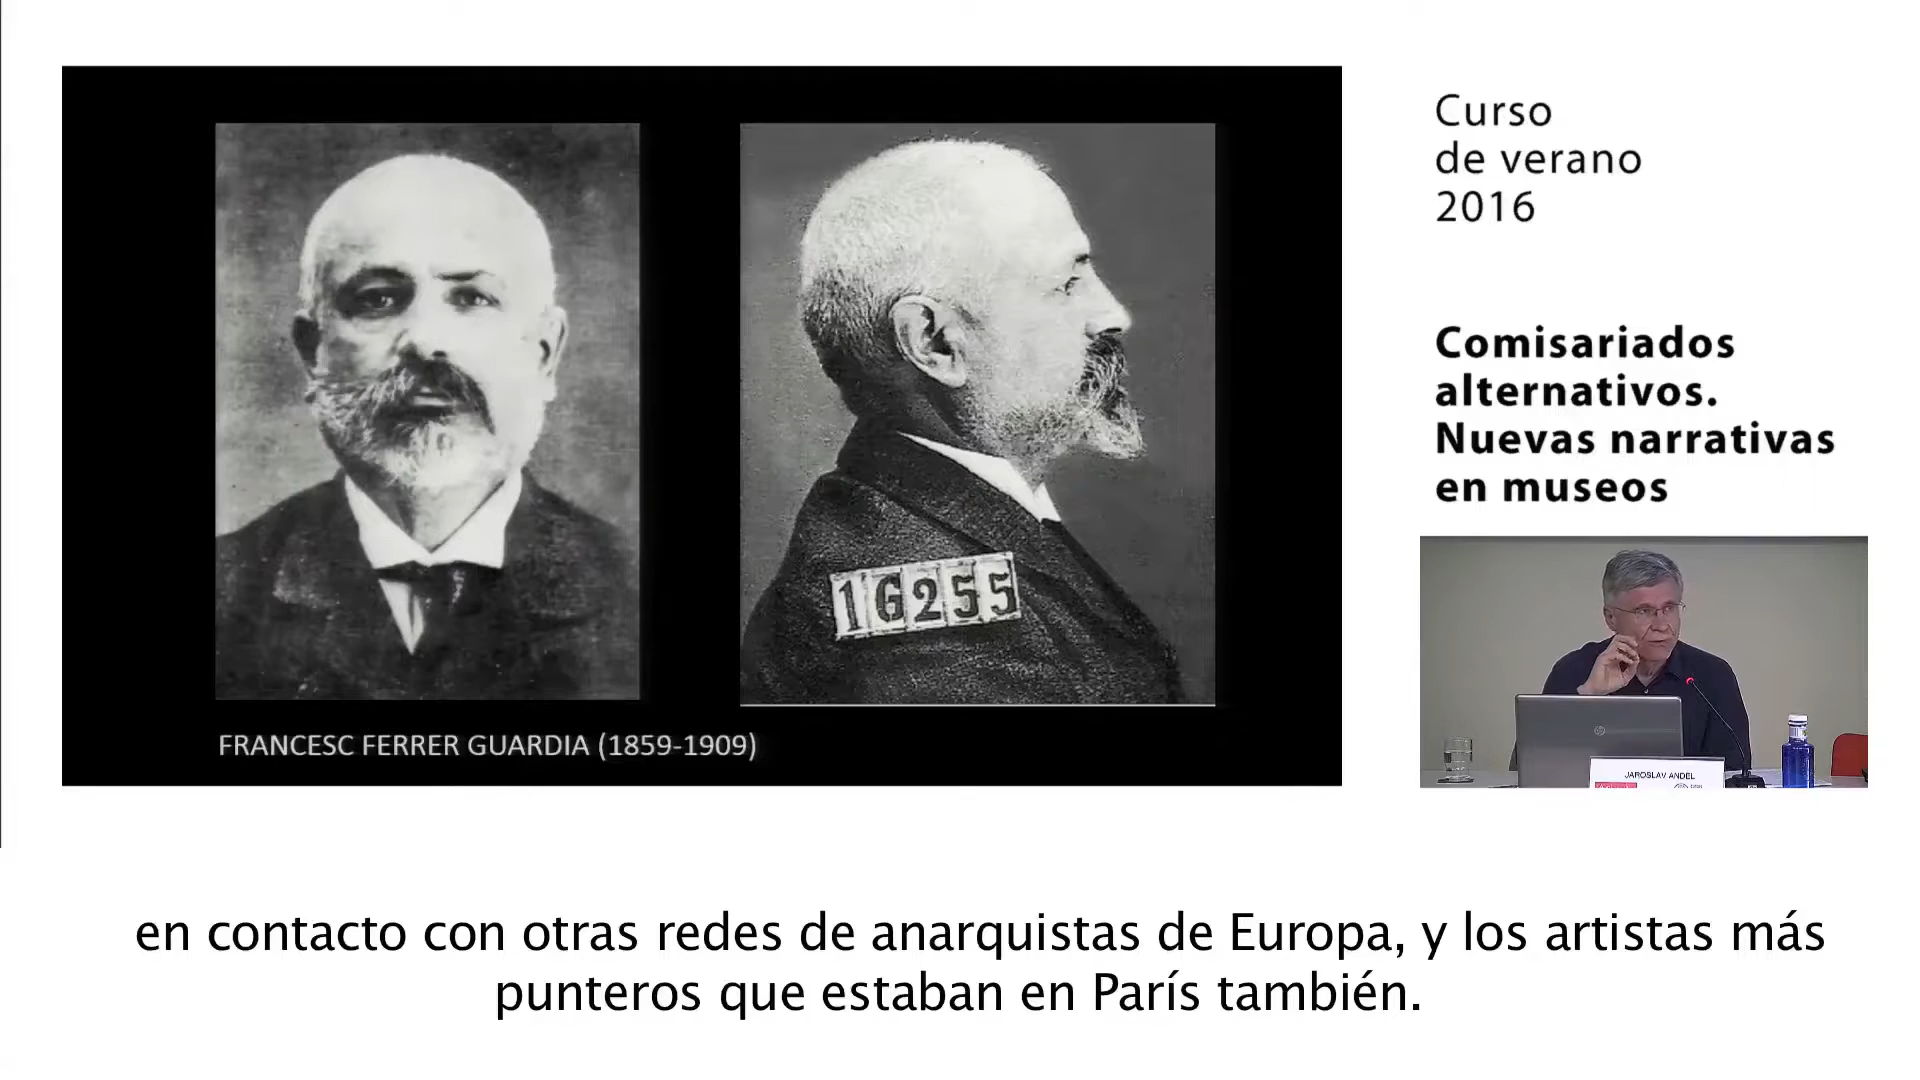 Curso
de verano
2016
Comisariados
alternativos.
Nuevas narrativas
en museos
16255
FRANCESC FERRER GUARDIA (1859-1909)
JAROSLAV ANDEL
en contacto con otras redes de anarquistas de Europa, y los artistas más
punteros que estaban en París también.